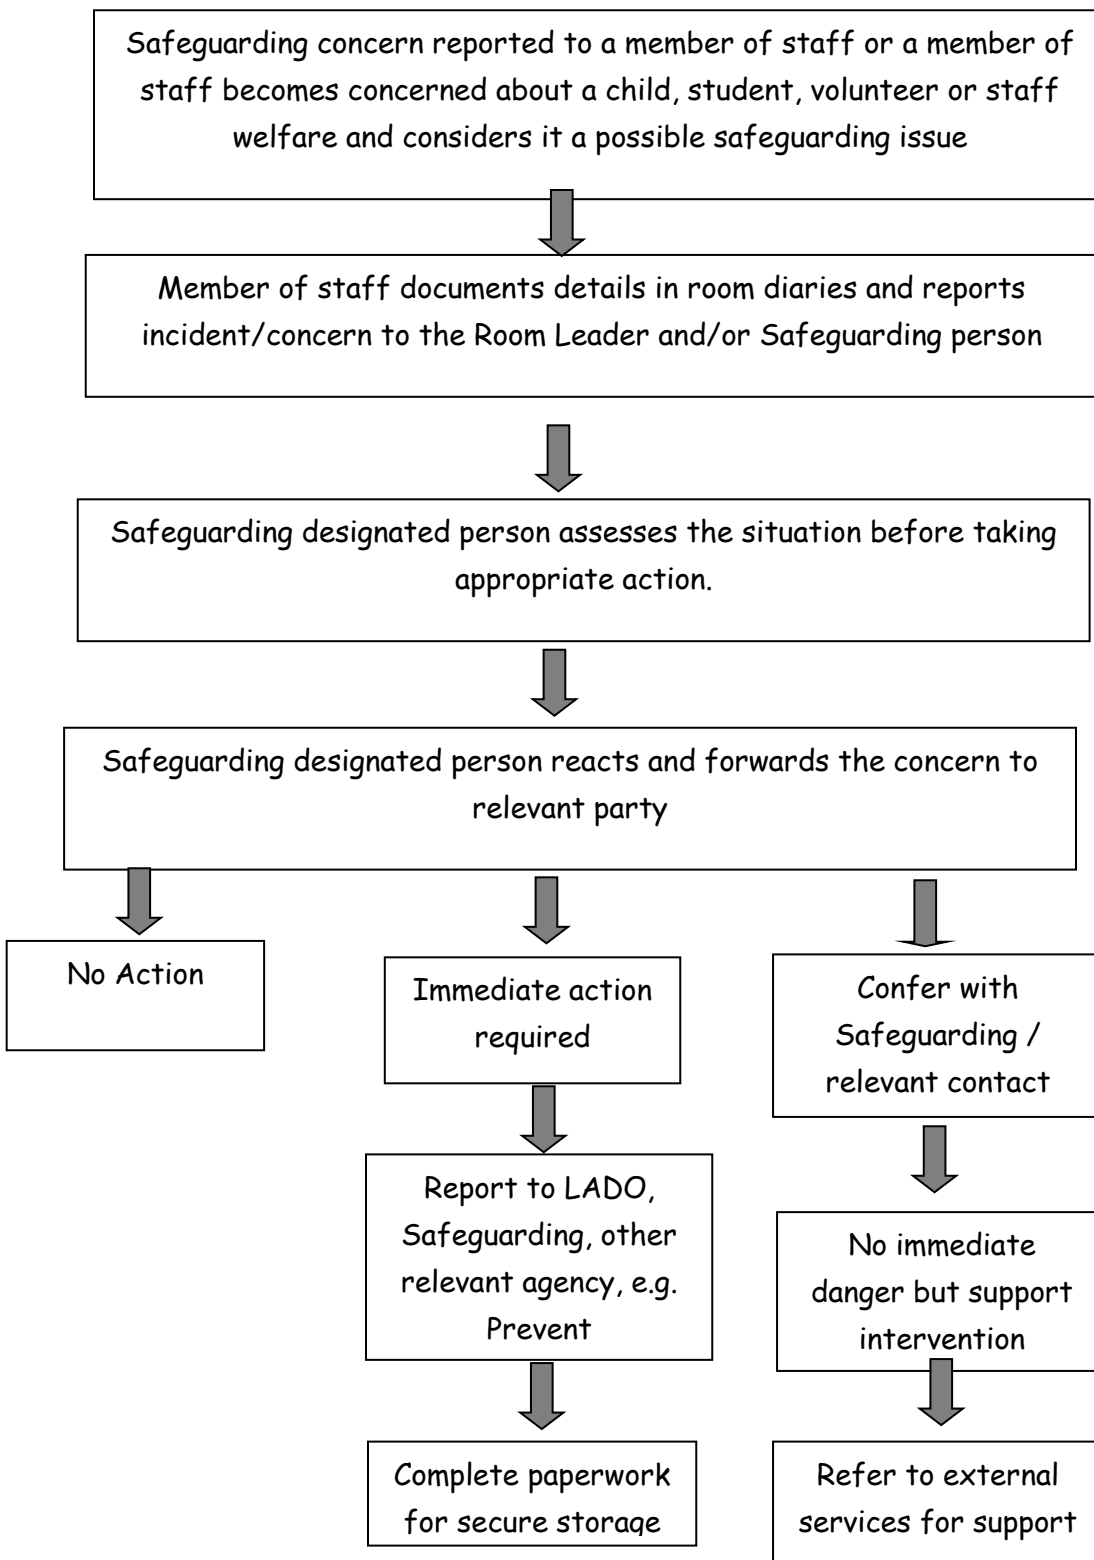 Safeguarding concern reported to a member of staff or a member of
staff becomes concerned about a child, student, volunteer or staff
welfare and considers it a possible safeguarding issue
Member of staff documents details in room diaries and reports
incident/concern to the Room Leader and/or Safeguarding person
Safeguarding designated person assesses the situation before taking
appropriate action.
Safeguarding designated person reacts and forwards the concern to
relevant party
No Action
Immediate action
required
Confer with
Safeguarding /
relevant contact
Report to LADO,
Safeguarding, other
relevant agency, e.g.
Prevent
No immediate
danger but support
intervention
Complete paperwork
for secure storage
Refer to external
services for support